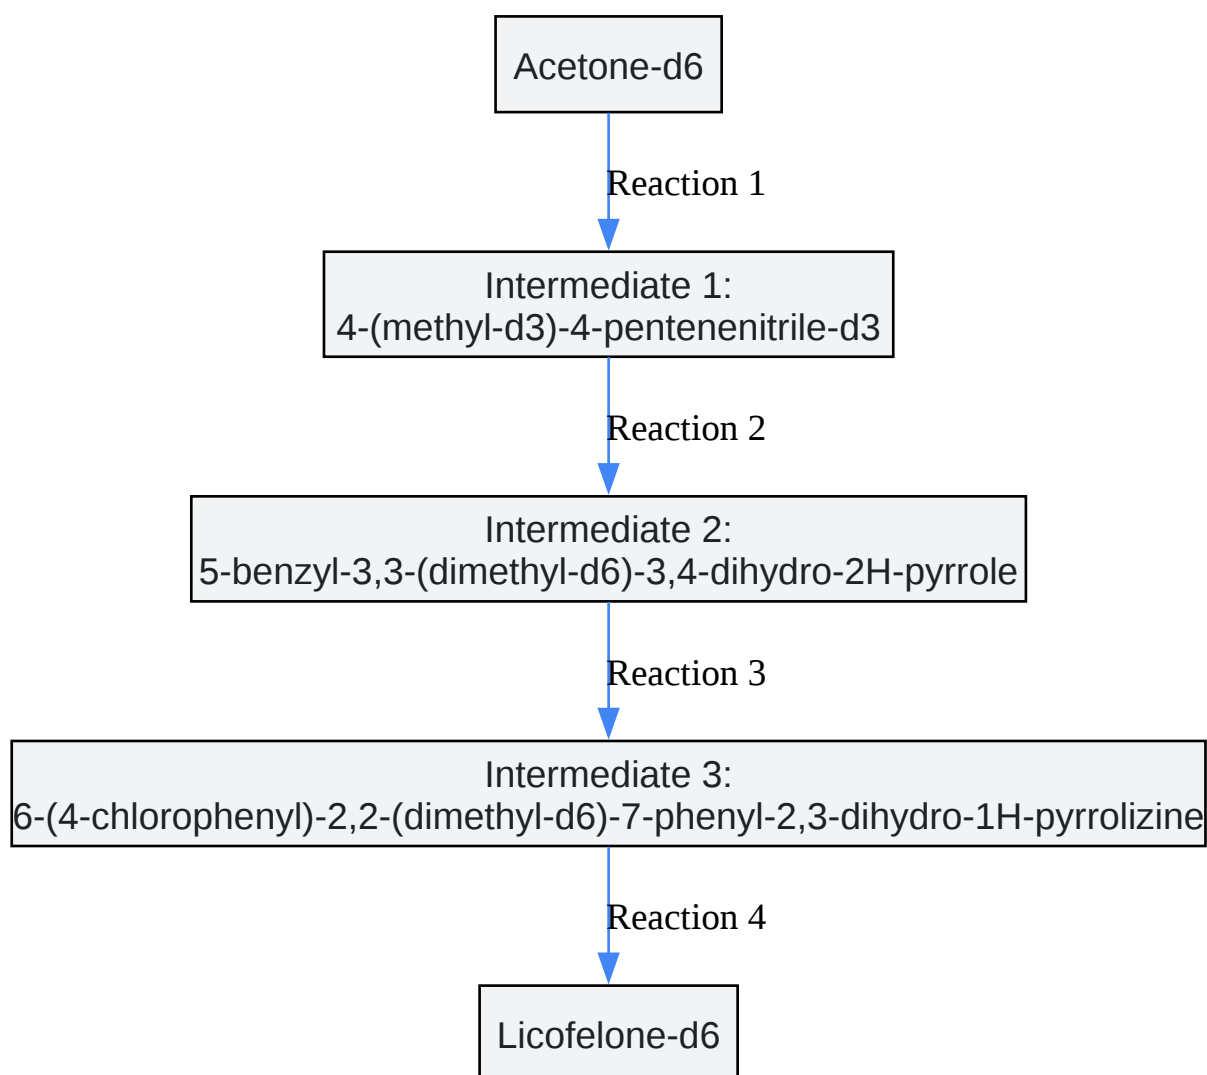 Acetone-d6
Reaction 1
Intermediate 1:
4-(methyl-d3)-4-pentenenitrile-d3
Reaction 2
Intermediate 2:
5-benzyl-3,3-(dimethyl-d6)-3,4-dihydro-2H-pyrrole
Reaction 3
Intermediate 3:
6-(4-chlorophenyl)-2,2-(dimethyl-d6)-7-phenyl-2,3-dihydro-1H-pyrrolizine
Reaction 4
Licofelone-d6